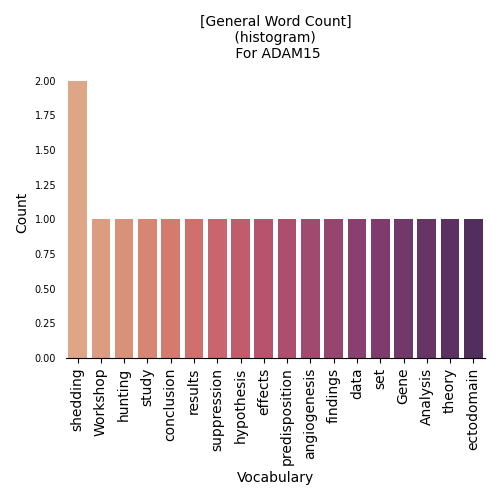 [General Word Count]
(histogram)
For ADAM15
2.00
1.75
1.50
1.25
1.00
0.75
0.50
0.25
0.00
Count
shedding
Workshop
hunting
study
conclusion
results
suppression
hypothesis
effects
predisposition
angiogenesis
findings
data
set
Gene
Analysis
theory
ectodomain
Vocabulary